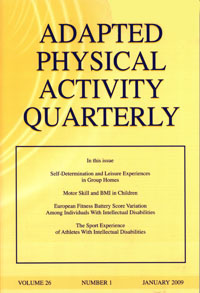 ADAPTED
PHYSICAL
ACTIVITY
QUARTERLY
In this issue
Self-Determination and Leisure Experiences
in Group Homes
Motor Skill and BMI in Children
European Fitness Battery Score Variation
Among Individuals With Intellectual Disabilities
The Sport Experience
of Athletes With Intellectual Disabilities
VOLUME 26 NUMBER 1 JANUARY 2009